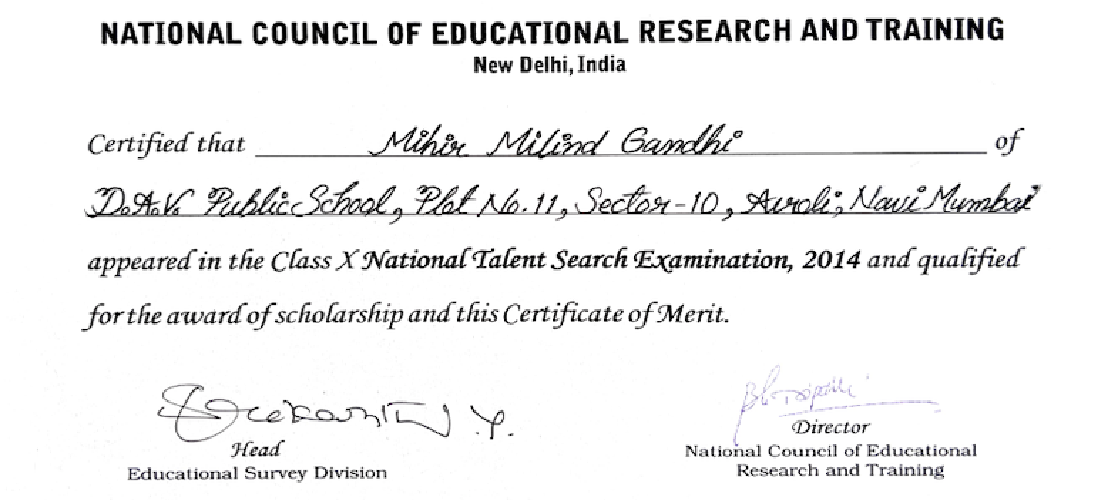 NATIONAL COUNCIL OF EDUCATIONAL RESEARCH AND TRAINING
New Delhi, India
Certified that Mihir Milind Gandhi of
D.A.V. Public School, Plot No.11, Sector-10, Airoli, Navi Mumbai
appeared in the Class X National Talent Search Examination, 2014 and qualified
for the award of scholarship and this Certificate of Merit.
Head
Educational Survey Division
Director
National Council of Educational
Research and Training